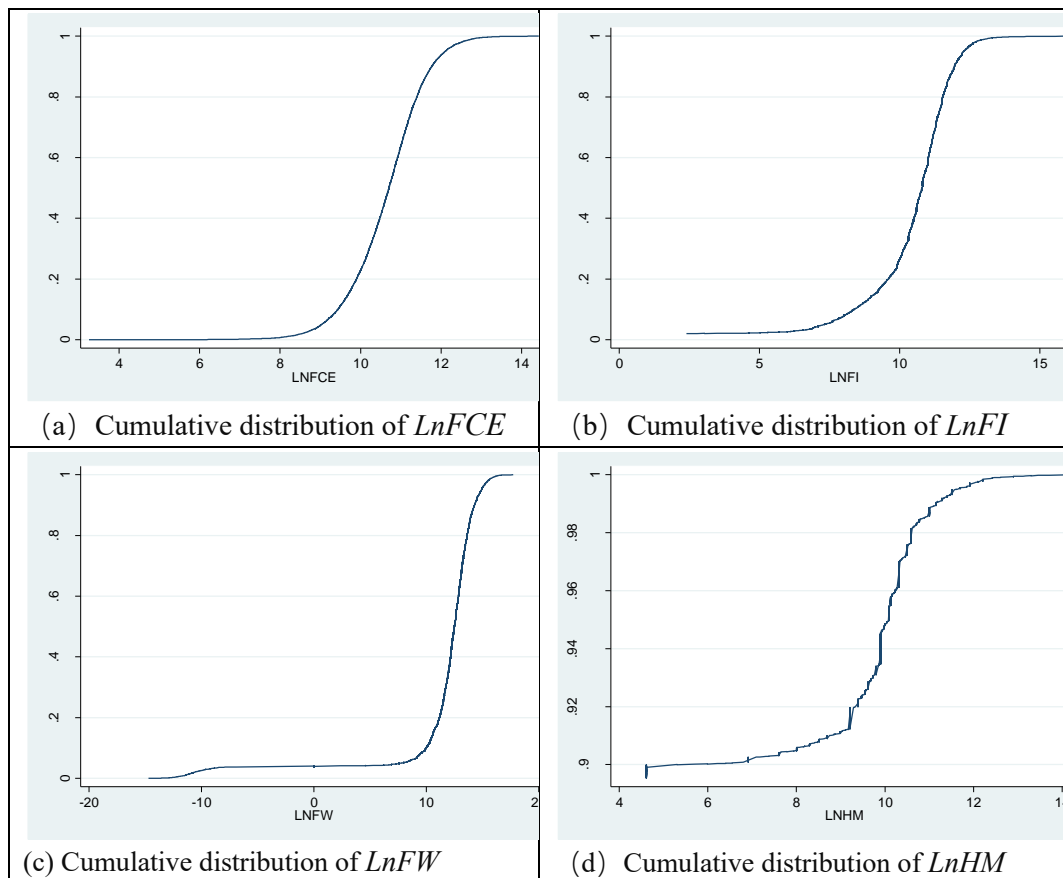 1
.8
.6
.4
.2
0
4 6 8 10 12 14
LNFCE
(a) Cumulative distribution of LnFCE
1
.8
.6
.4
.2
0
0 5 10 15
LNFI
(b) Cumulative distribution of LnFI
1
.8
.6
.4
.2
0
-20 -10 0 10
LNFW
(c) Cumulative distribution of LnFW
1
.98
.96
.94
.92
.9
4 6 8 10 12
LNHM
(d) Cumulative distribution of LnHM